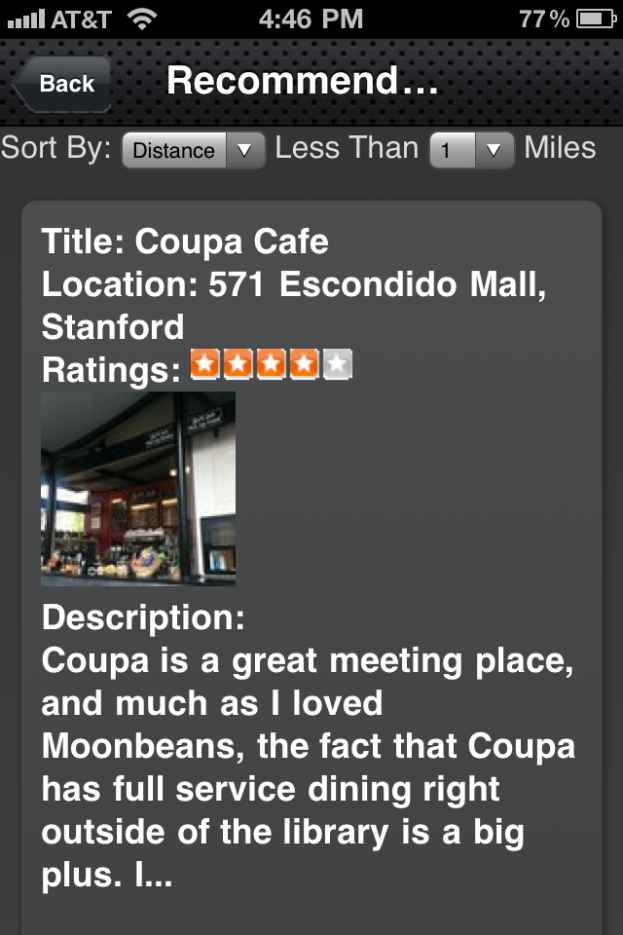 AT&T 4:46 PM 77%
Back Recommend...
Sort By: Distance Less Than 1 Miles
Title: Coupa Cafe
Location: 571 Escondido Mall,
Stanford
Ratings:
Description:
Coupa is a great meeting place,
and much as I loved
Moonbeans, the fact that Coupa
has full service dining right
outside of the library is a big
plus. I...